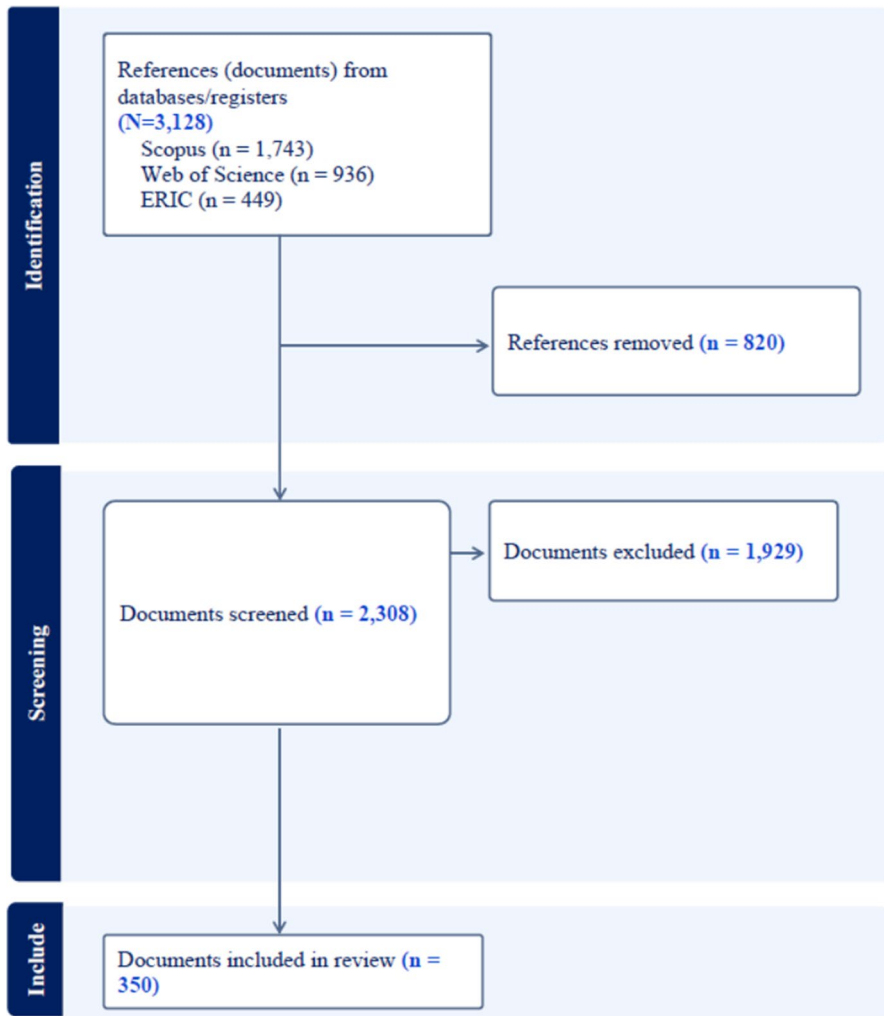 Identification
References (documents) from
databases/registers
(N=3,128)
Scopus (n = 1,743)
Web of Science (n = 936)
ERIC (n = 449)
References removed (n = 820)
Screening
Documents screened (n = 2,308)
Documents excluded (n = 1,929)
Include
Documents included in review (n =
350)